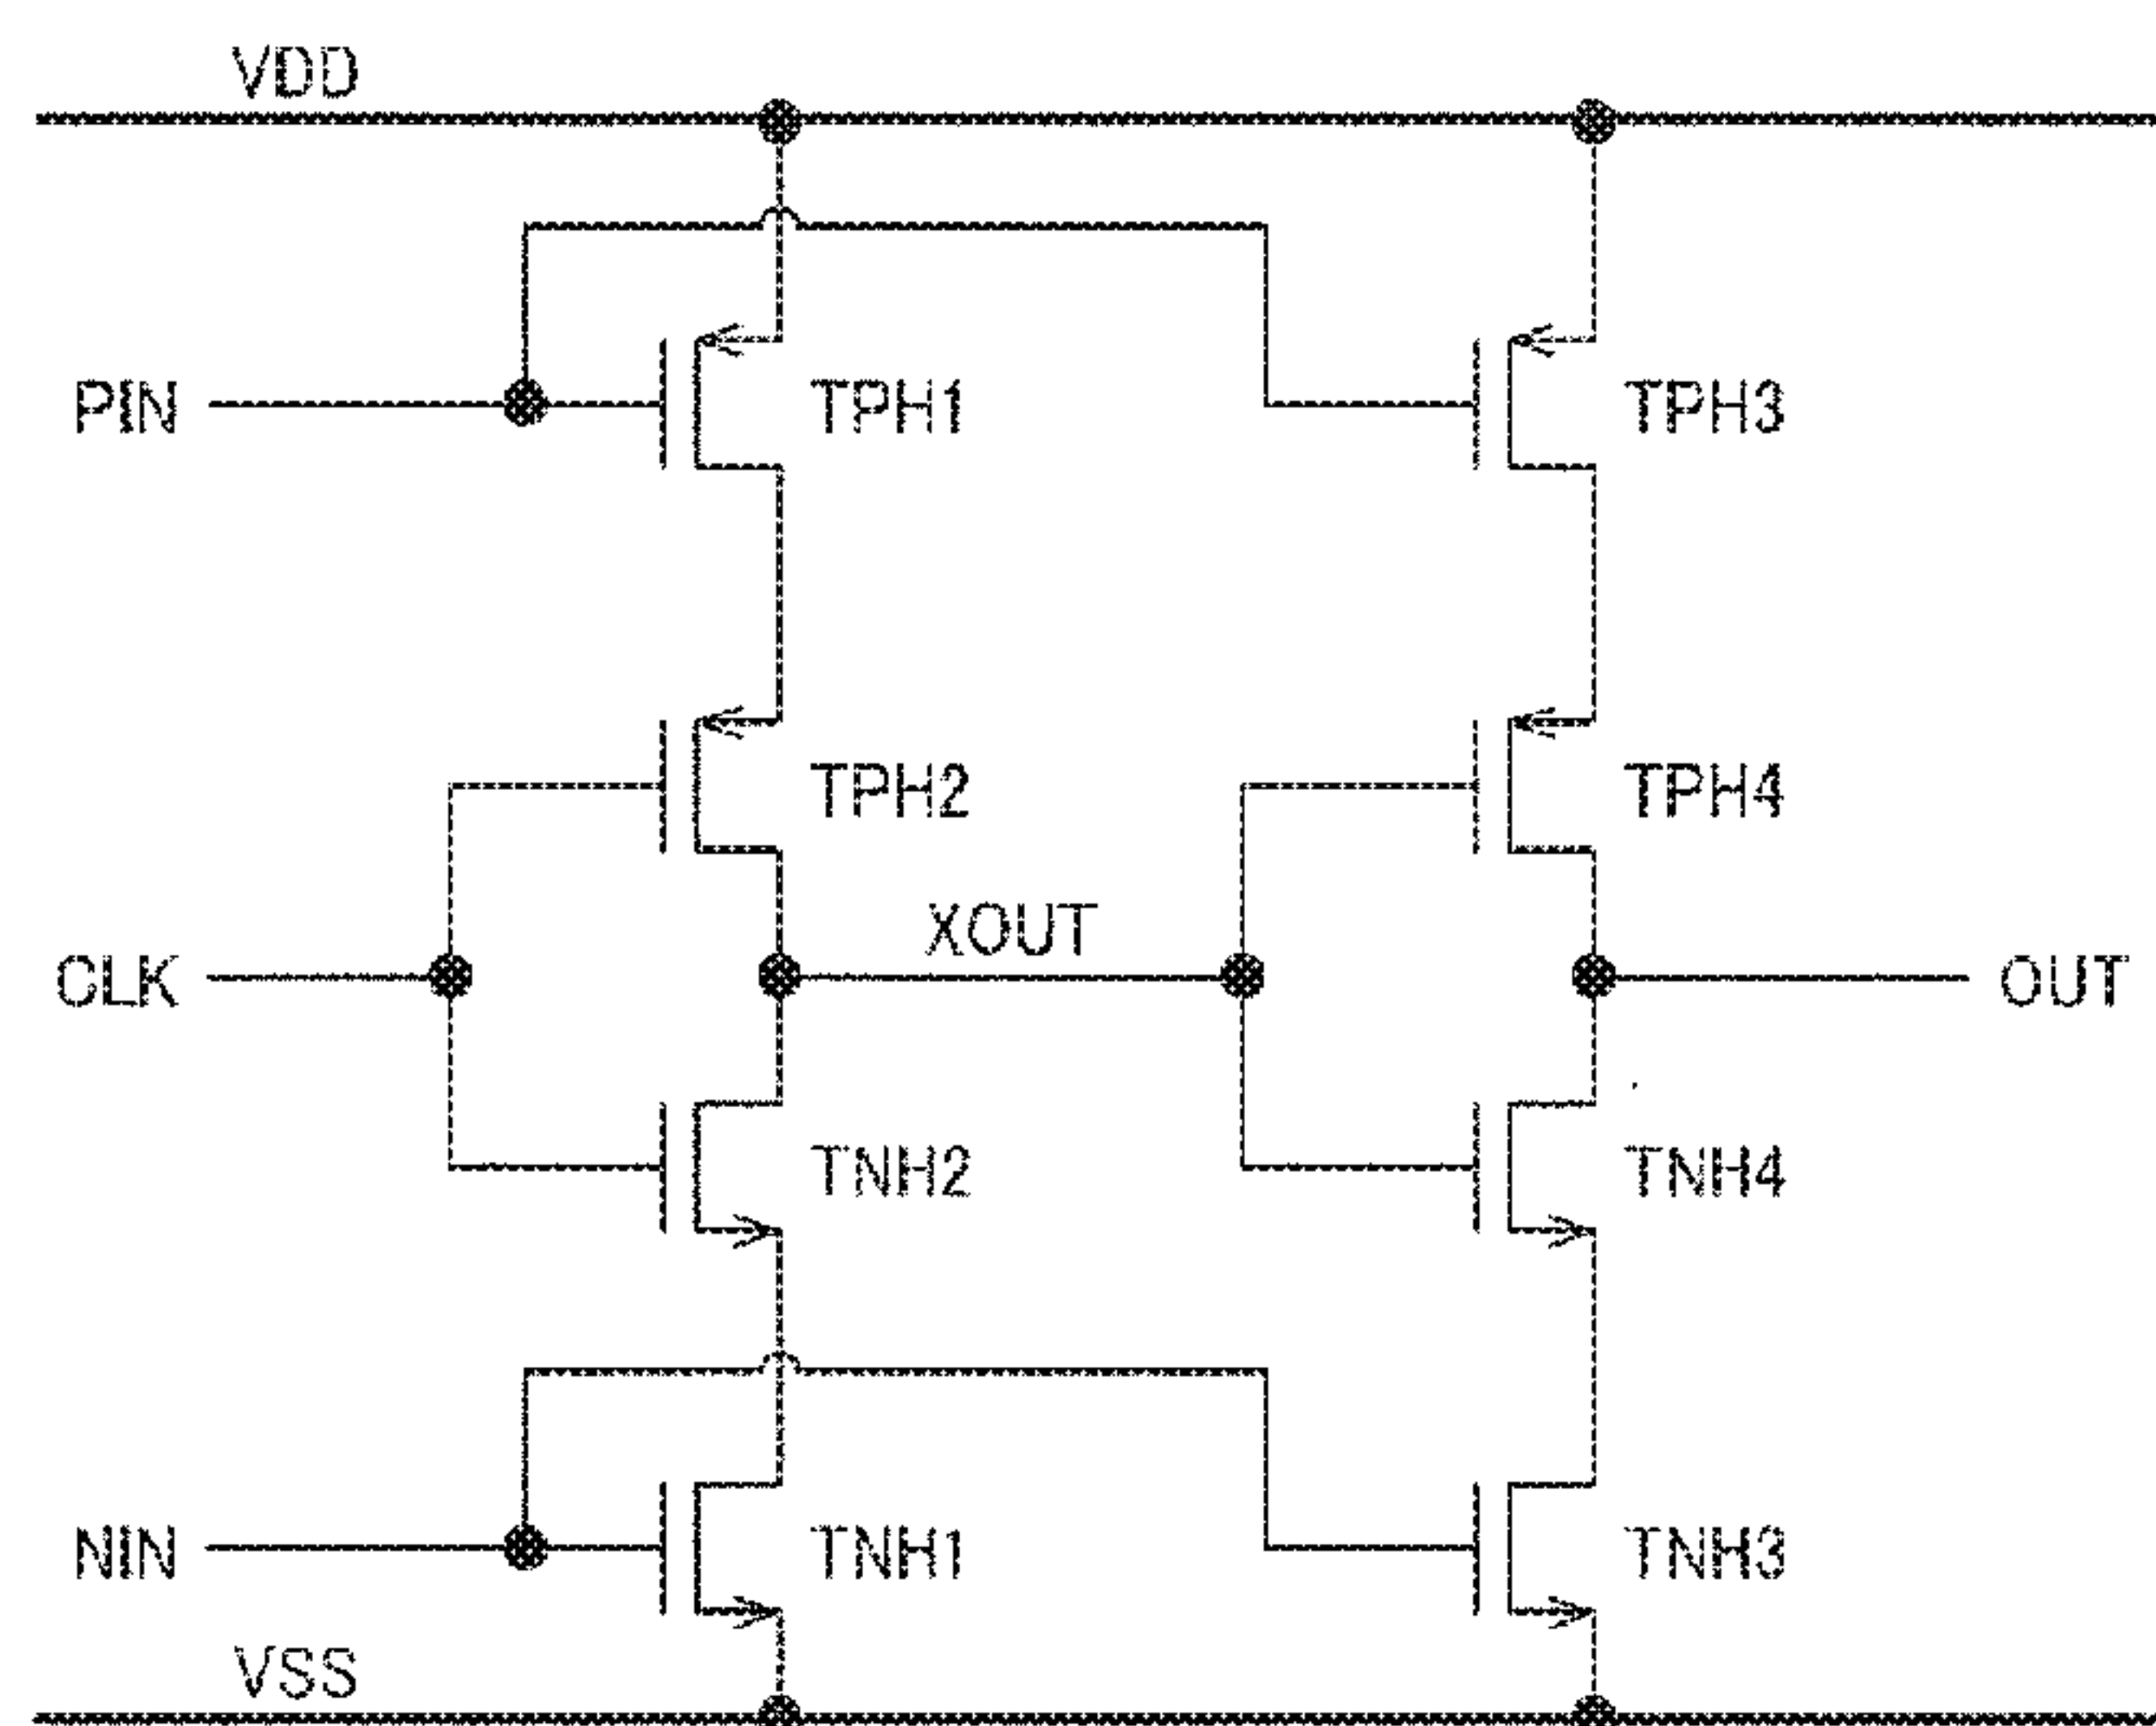 VDD
PIN
TPH1
TPH3
TPH2
TPH4
XOUT
CLK
OUT
TNH2
TNH4
NIN
TNH1
TNH3
VSS